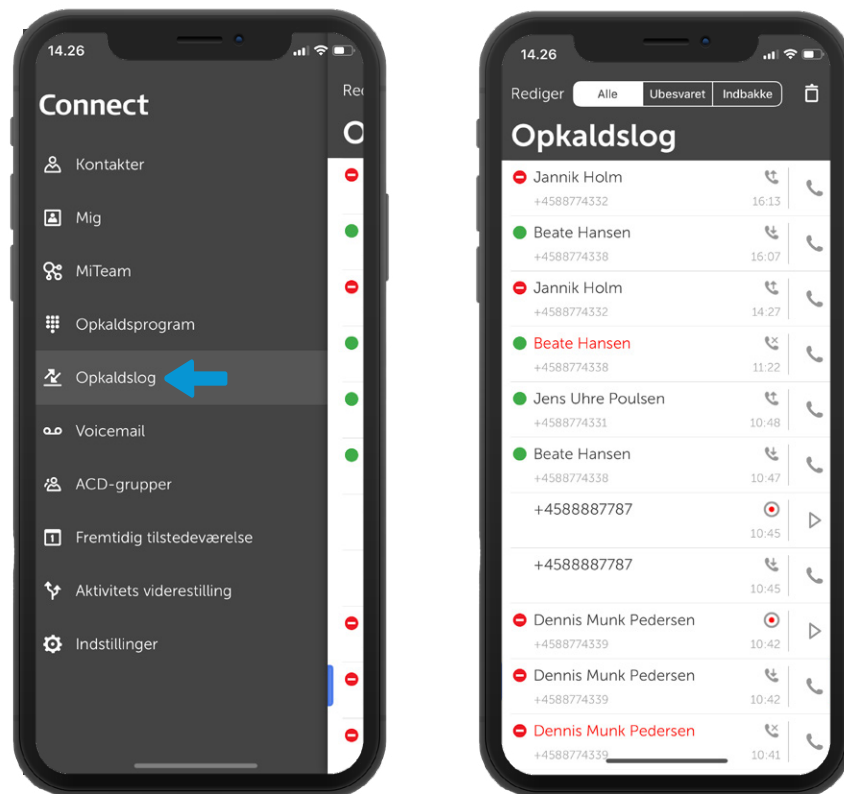 14.26
Connect
Kontakter
Mig
MiTeam
Opkaldsprogram
Opkaldslog
Voicemail
ACD-grupper
1 Fremtidig tilstedeværelse
Aktivitets viderestilling
Indstillinger
14.26
Rediger Alle Ubesvaret Indbakke
Opkaldslog
Jannik Holm
+4588774332 16:13
Beate Hansen
+4588774338 16:07
Jannik Holm
+4588774332 14:27
Beate Hansen
+4588774338 11:22
Jens Uhre Poulsen
+4588774331 10:48
Beate Hansen
+4588774338 10:47
+4588887787
10:45
+4588887787
10:45
Dennis Munk Pedersen
+4588774339 10:42
Dennis Munk Pedersen
+4588774339 10:42
Dennis Munk Pedersen
+4588774339 10:41